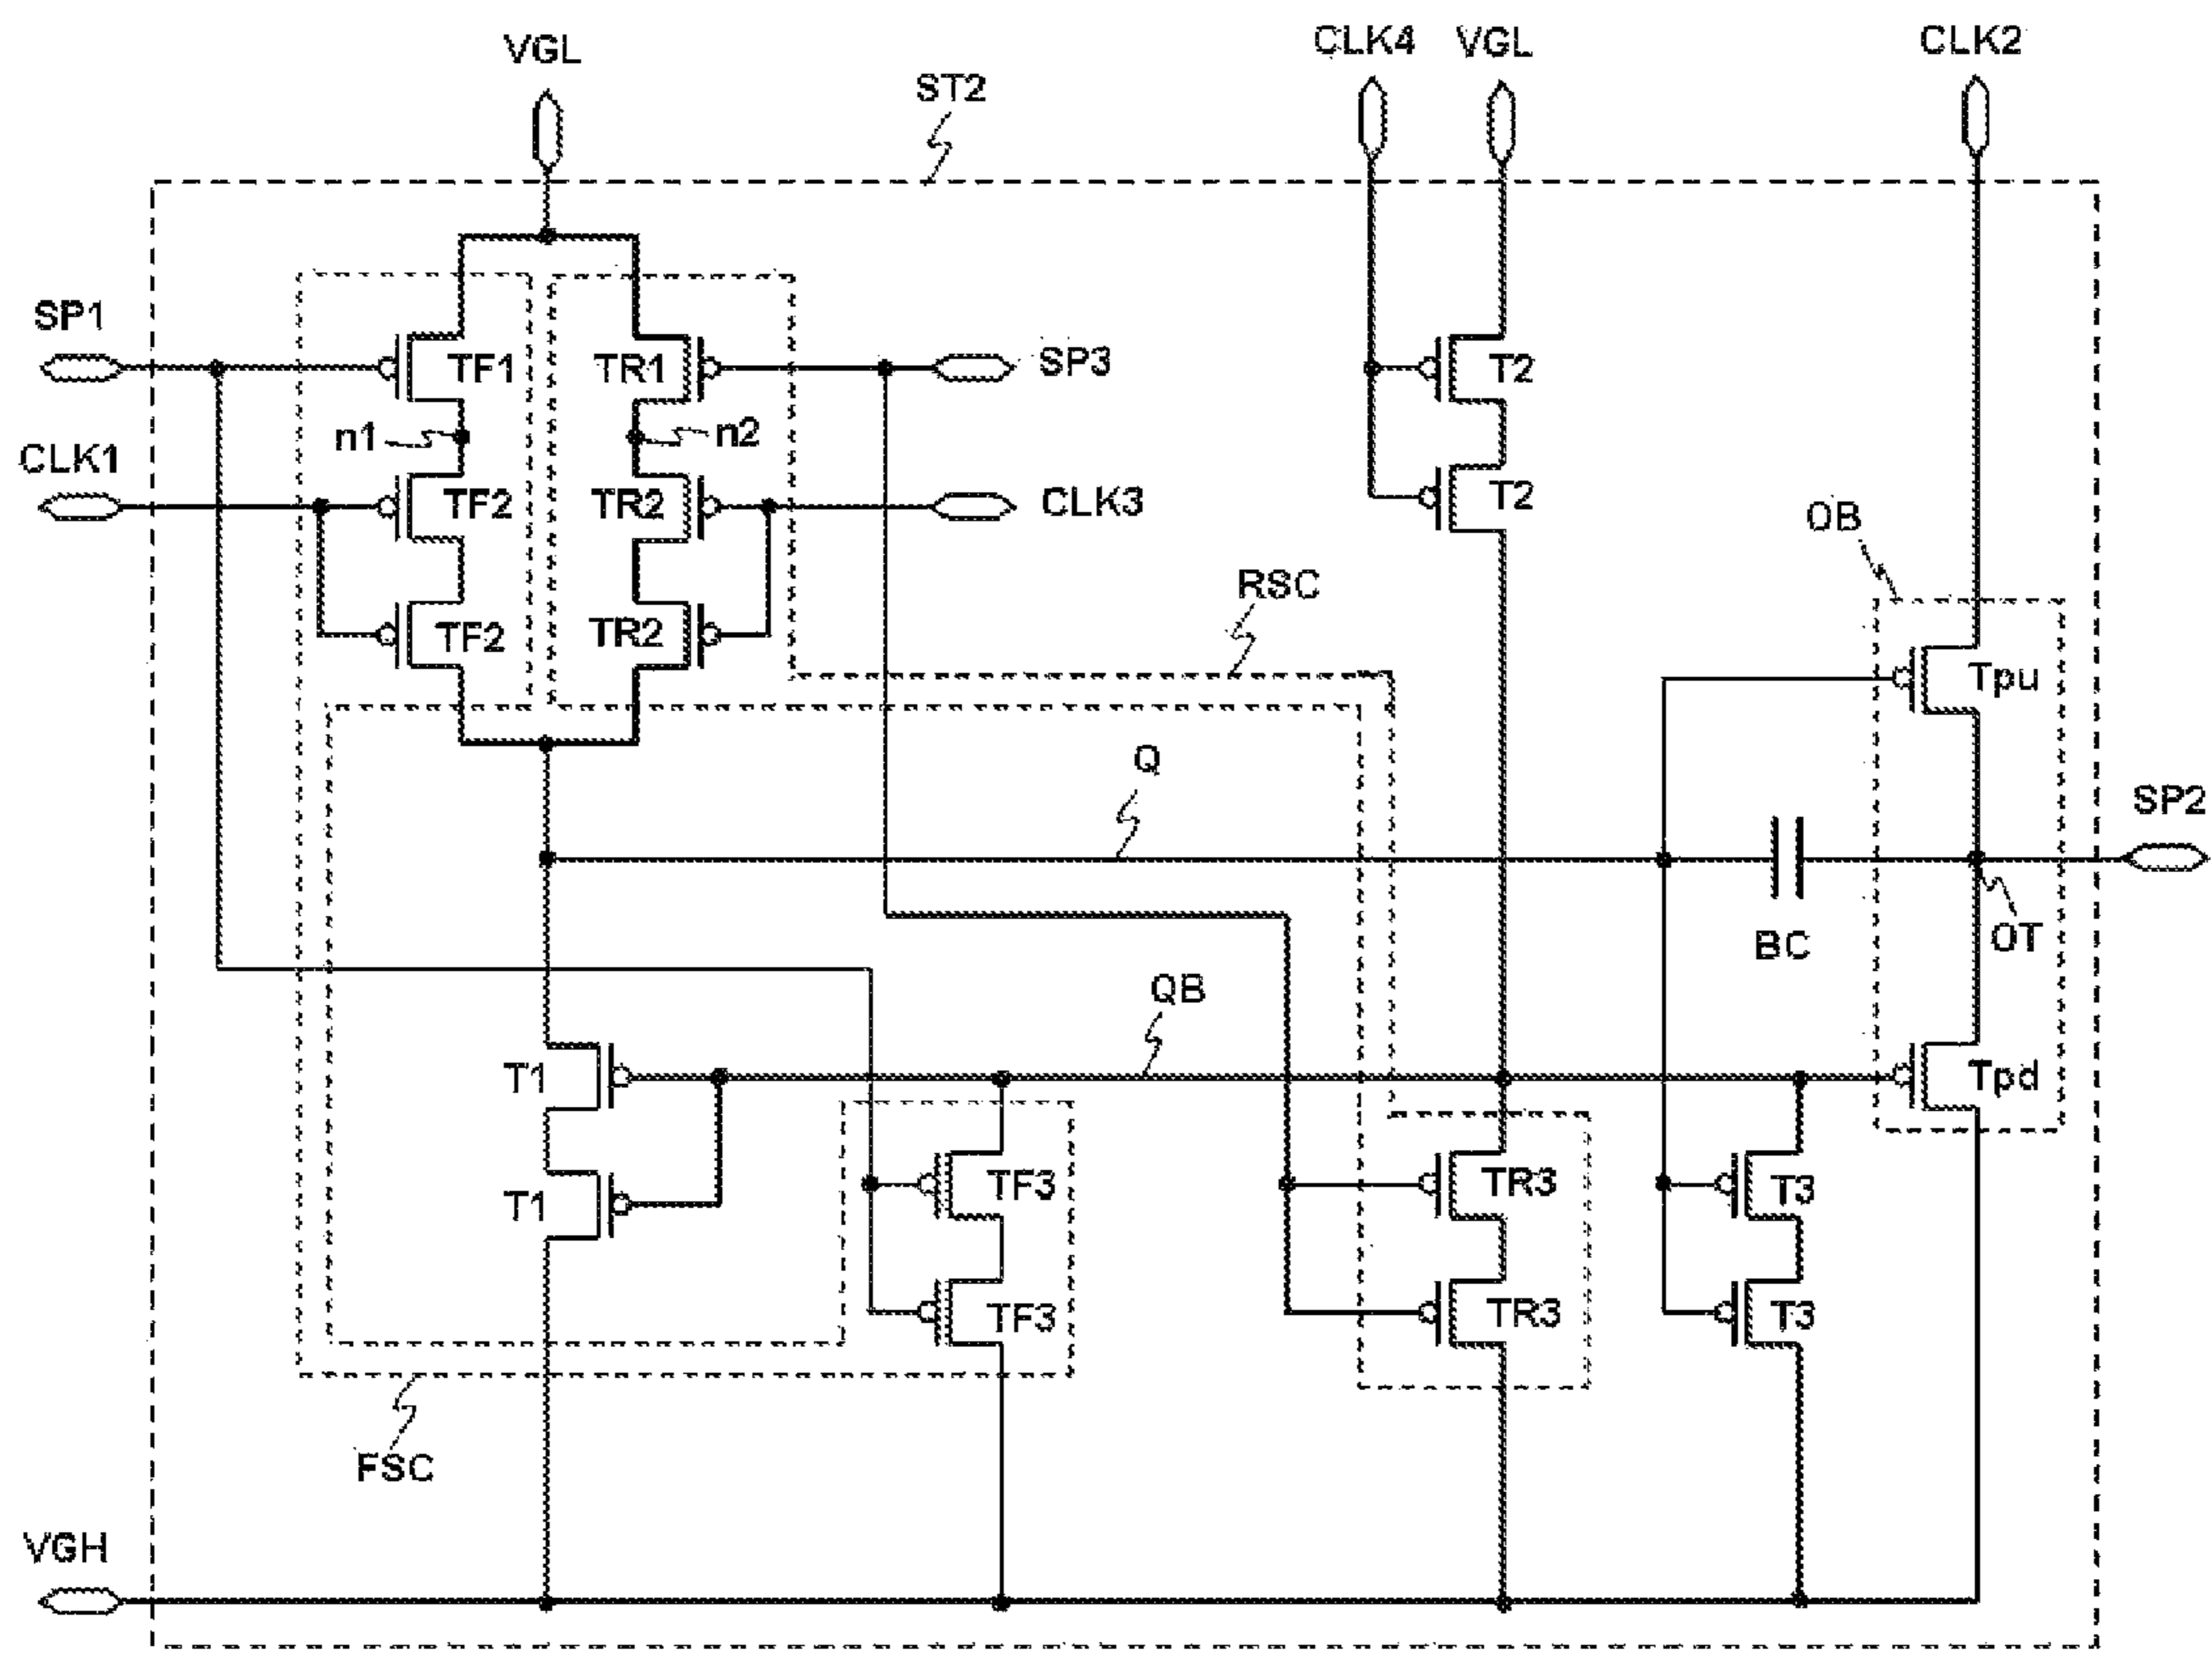 VGL
CLK4
VGL
CLK2
ST2
SP1
TF1
TR1
SP3
T2
n1
n2
CLK1
TF2
TR2
CLK3
T2
OB
TF2
TR2
RSC
Tpu
Q
SP2
BC
OT
QB
T1
Tpd
T1
TF3
TR3
T3
TF3
TR3
T3
FSC
VGH